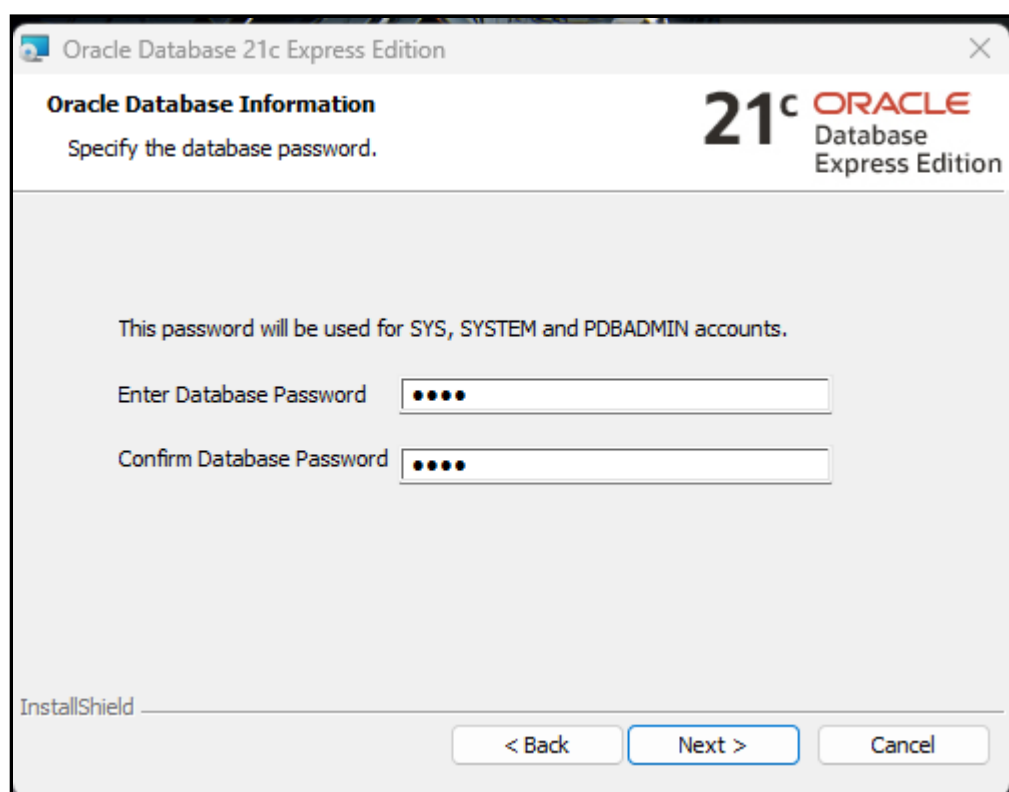 Oracle Database 21c Express Edition
Oracle Database Information
Specify the database password.
21c ORACLE
Database
Express Edition
This password will be used for SYS, SYSTEM and PDBADMIN accounts.
Enter Database Password ••••
Confirm Database Password ••••
InstallShield
< Back Next > Cancel